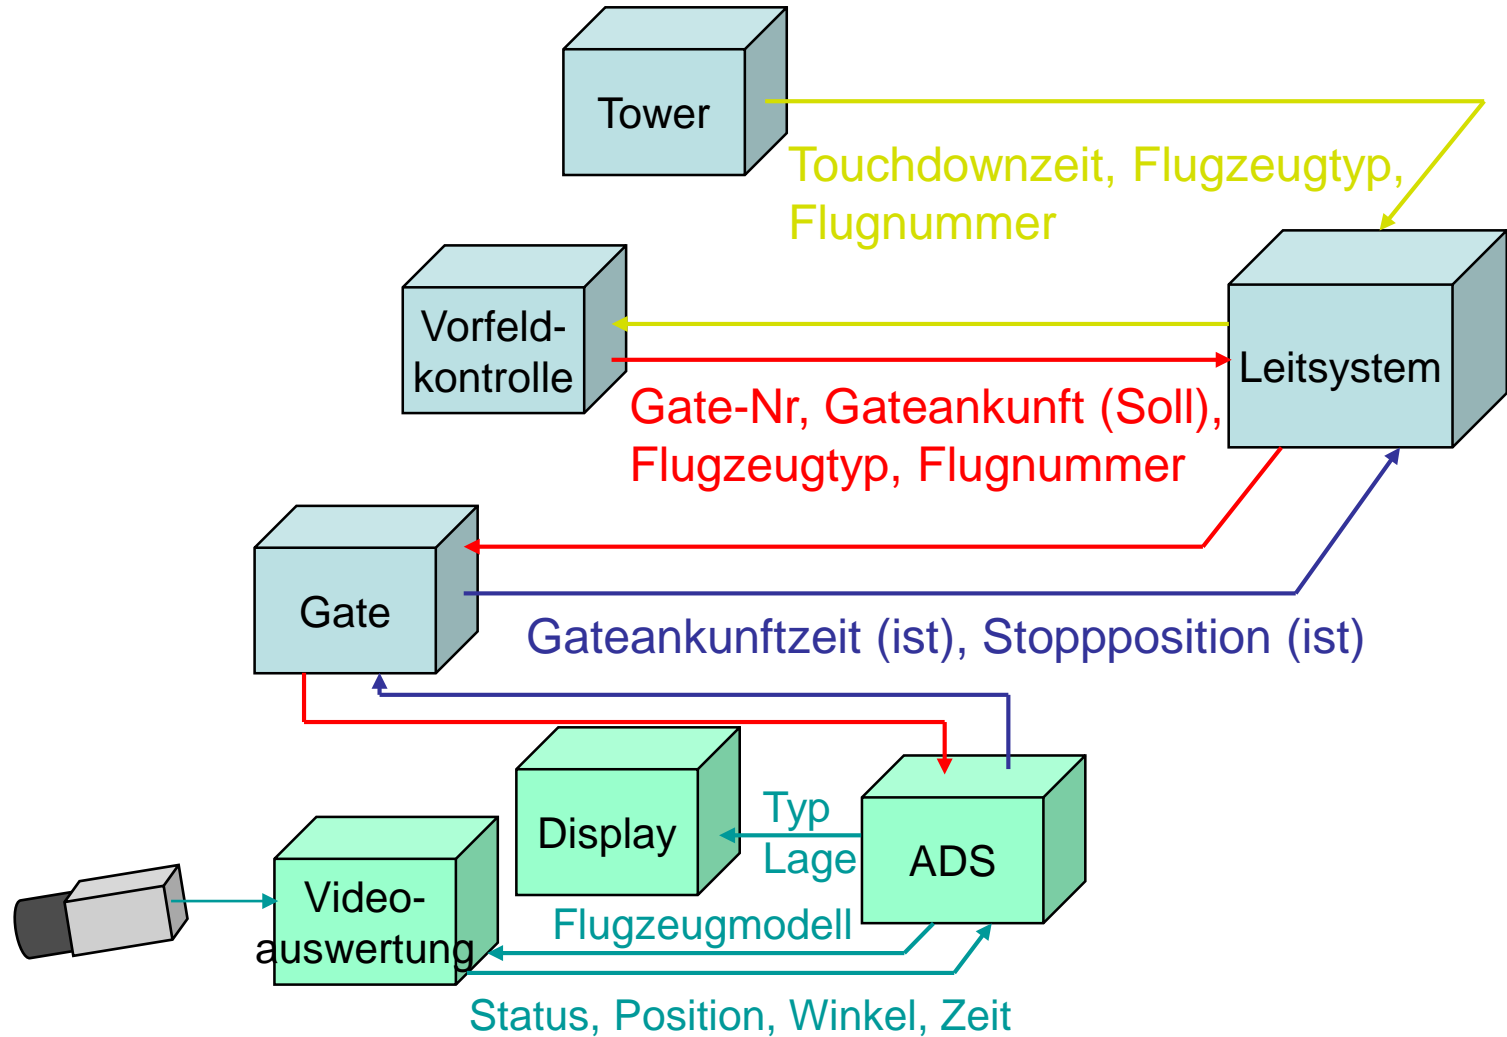 Tower
Touchdownzeit, Flugzeugtyp,
Flugnummer
Vorfeld-
kontrolle
Leitsystem
Gate-Nr, Gateankunft (Soll),
Flugzeugtyp, Flugnummer
Gate
Gateankunftzeit (ist), Stoppposition (ist)
Display
Typ
Lage
ADS
Video-
auswertung
Flugzeugmodell
Status, Position, Winkel, Zeit